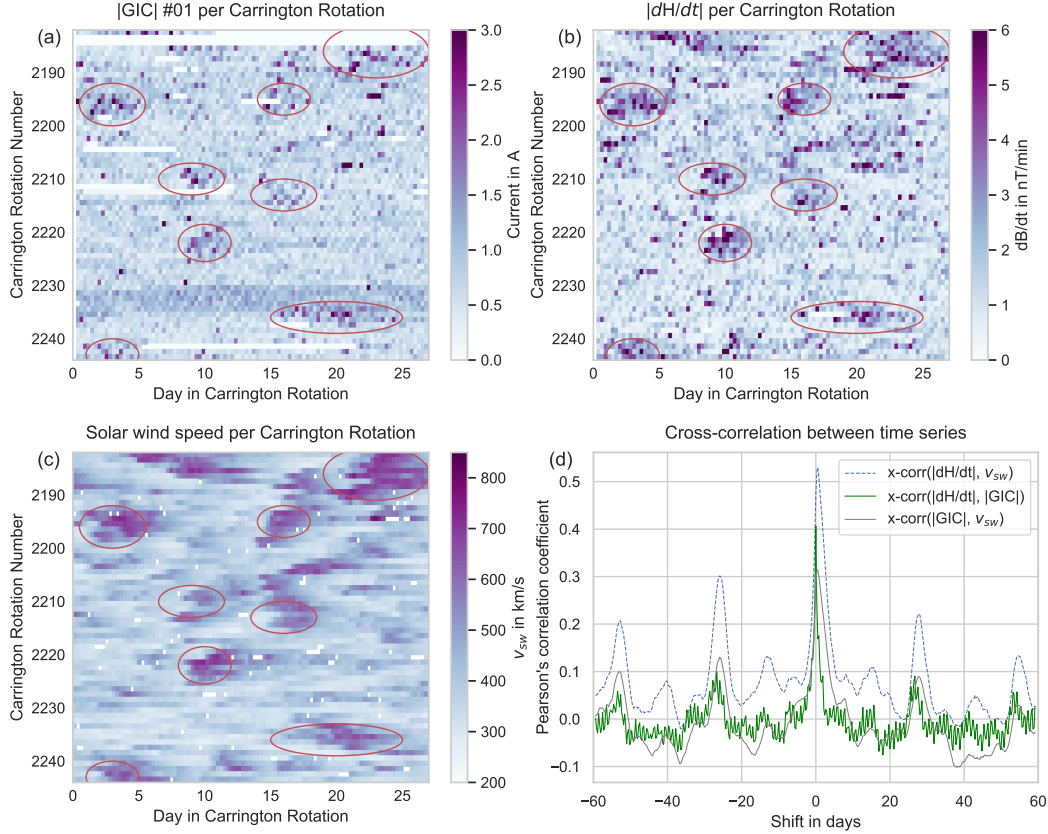 |GIC| #01 per Carrington Rotation
(a)
Carrington Rotation Number
2190
2200
2210
2220
2230
2240
0 5 10 15 20 25
Day in Carrington Rotation
3.0
2.5
2.0
1.5
1.0
0.5
0.0
Current in A
|dH/dt| per Carrington Rotation
(b)
Carrington Rotation Number
2190
2200
2210
2220
2230
2240
0 5 10 15 20 25
Day in Carrington Rotation
6
5
4
3
2
1
0
dB/dt in nT/min
Solar wind speed per Carrington Rotation
(c)
Carrington Rotation Number
2190
2200
2210
2220
2230
2240
0 5 10 15 20 25
Day in Carrington Rotation
800
700
600
500
400
300
200
v_sw in km/s
Cross-correlation between time series
(d)
x-corr(|dH/dt|, v_sw)
x-corr(|dH/dt|, |GIC|)
x-corr(|GIC|, v_sw)
Pearson's correlation coefficient
0.5
0.4
0.3
0.2
0.1
0.0
−0.1
−60 −40 −20 0 20 40 60
Shift in days